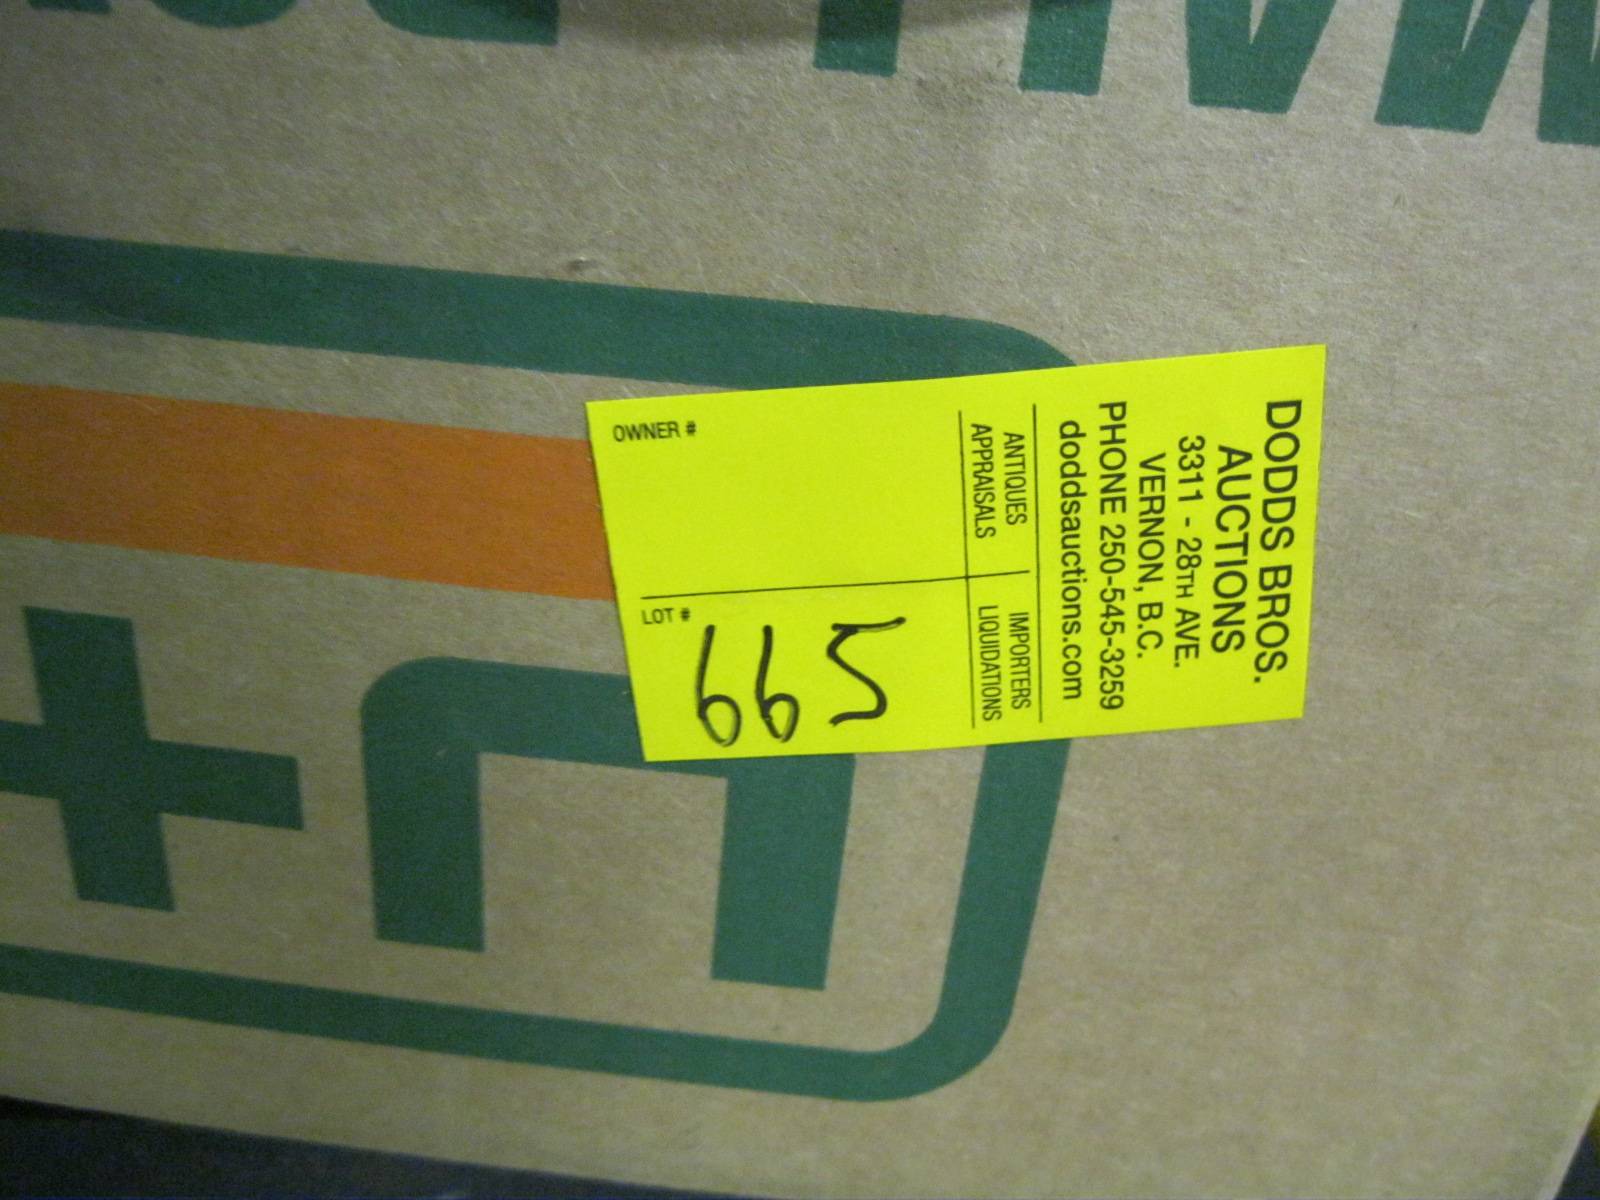 DODDS BROS.
AUCTIONS
3311 - 28TH AVE.
VERNON, B.C.
PHONE 250-545-3259
doddsauctions.com
ANTIQUES IMPORTERS
APPRAISALS LIQUIDATIONS
OWNER #
LOT #
665